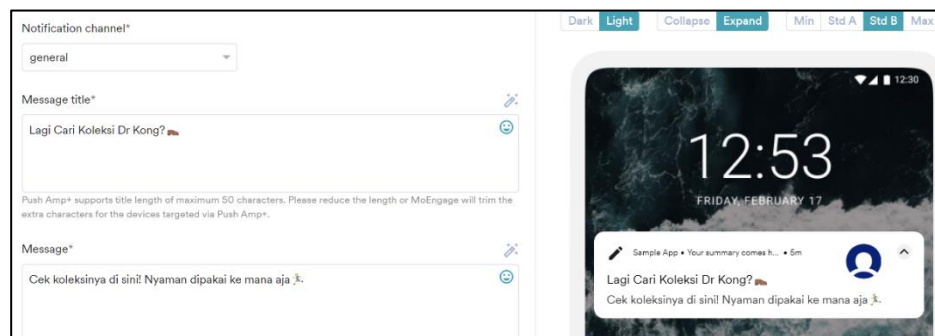 Notification channel*
general
Message title*
Lagi Cari Koleksi Dr Kong?👞
Push Amp+ supports title length of maximum 50 characters. Please reduce the length or MoEngage will trim the
extra characters for the devices targeted via Push Amp+.
Message*
Cek koleksinya di sini! Nyaman dipakai ke mana aja 🏃.
Dark Light Collapse Expand Min Std A Std B Max
12:30
12:53
FRIDAY, FEBRUARY 17
Sample App • Your summary comes h... • 5m
Lagi Cari Koleksi Dr Kong?👞
Cek koleksinya di sini! Nyaman dipakai ke mana aja 🏃.